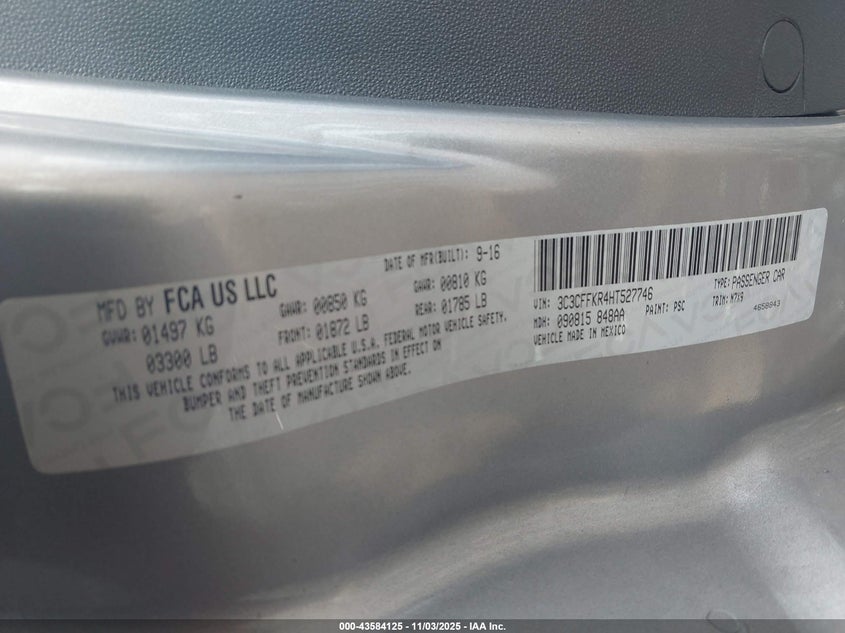 MFD BY FCA US LLC
DATE OF MFR(BUILT): 9-16
GVWR: 01497 KG
GAWR: 00850 KG
GAWR: 00810 KG
03300 LB
FRONT: 01872 LB
REAR: 01785 LB
THIS VEHICLE CONFORMS TO ALL APPLICABLE U.S.A. FEDERAL MOTOR VEHICLE SAFETY,
BUMPER AND THEFT PREVENTION STANDARDS IN EFFECT ON
THE DATE OF MANUFACTURE SHOWN ABOVE.
VIN: 3C3CFFKR4HT527746
TYPE: PASSENGER CAR
MDH: 090815 848AA
PAINT: PSC
TRIM: M7X9
VEHICLE MADE IN MEXICO
4658843
000-43584125 - 11/03/2025 - IAA Inc.